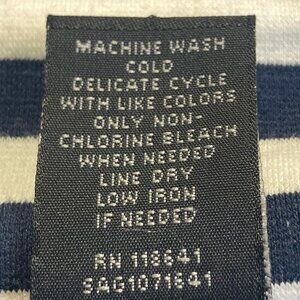 MACHINE WASH
COLD
DELICATE CYCLE
WITH LIKE COLORS
ONLY NON-
CHLORINE BLEACH
WHEN NEEDED
LINE DRY
LOW IRON
IF NEEDED
RN 118641
SAG1071641